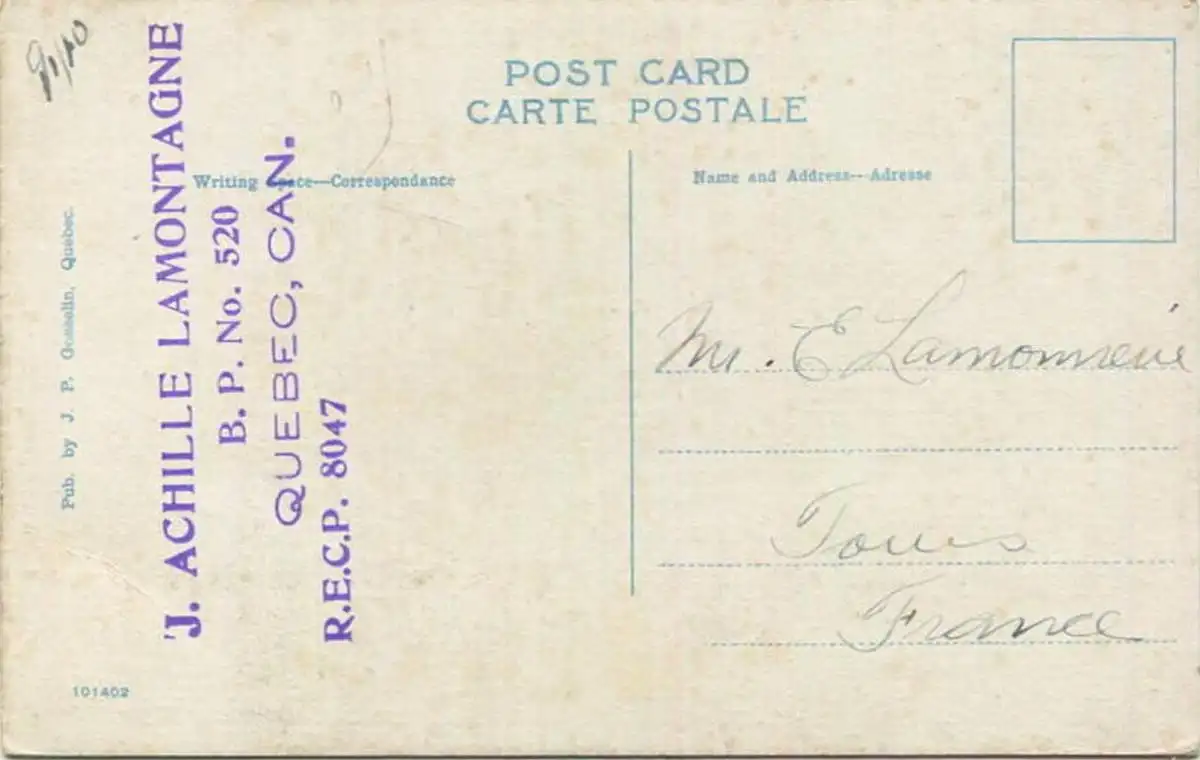 POST CARD
CARTE POSTALE
Writing Space—Correspondance
Name and Address—Adresse
J. ACHILLE LAMONTAGNE
B. P. No. 520
QUEBEC, CAN.
R.E.C.P. 8047
Pub. by J. P. Gosselin, Quebec.
101402
Mr. E
Tours
France